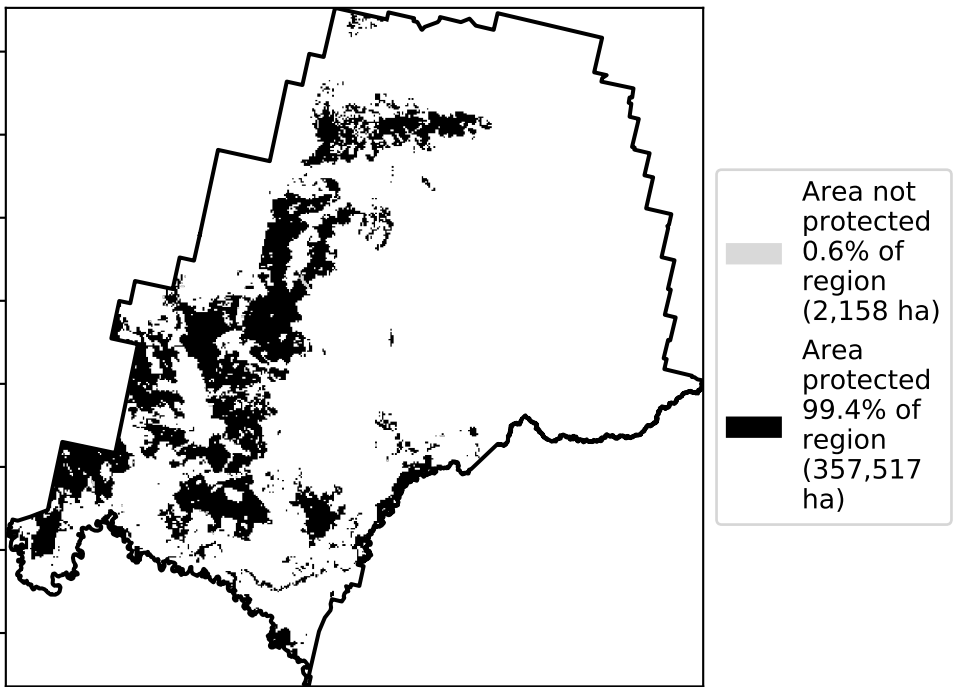 Area not
protected
0.6% of
region
(2,158 ha)
Area
protected
99.4% of
region
(357,517
ha)